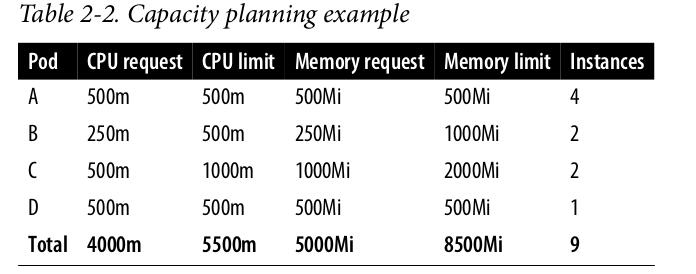 Table 2-2. Capacity planning example
Pod CPU request CPU limit Memory request Memory limit Instances
A 500m 500m 500Mi 500Mi 4
B 250m 500m 250Mi 1000Mi 2
C 500m 1000m 1000Mi 2000Mi 2
D 500m 500m 500Mi 500Mi 1
Total 4000m 5500m 5000Mi 8500Mi 9